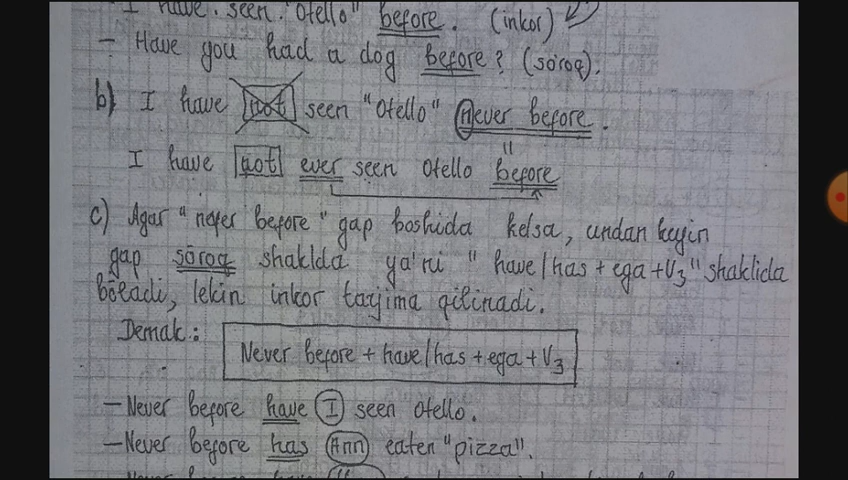 - I have. seen. "Otello" before. (inkor)
- Have you had a dog before? (sŏroq).
b) I have not seen "Otello" never before.
I have not ever seen Otello before
c) Agar "never before" gap boshida kelsa, undan keyin
gap sŏroq shaklda ya'ni "have/has + ega + V3" shaklida
bŏladi, lekin inkor tarjima qilinadi.
Demak:
Never before + have/has + ega + V3
- Never before have I seen Otello.
- Never before has Ann eaten "pizza".